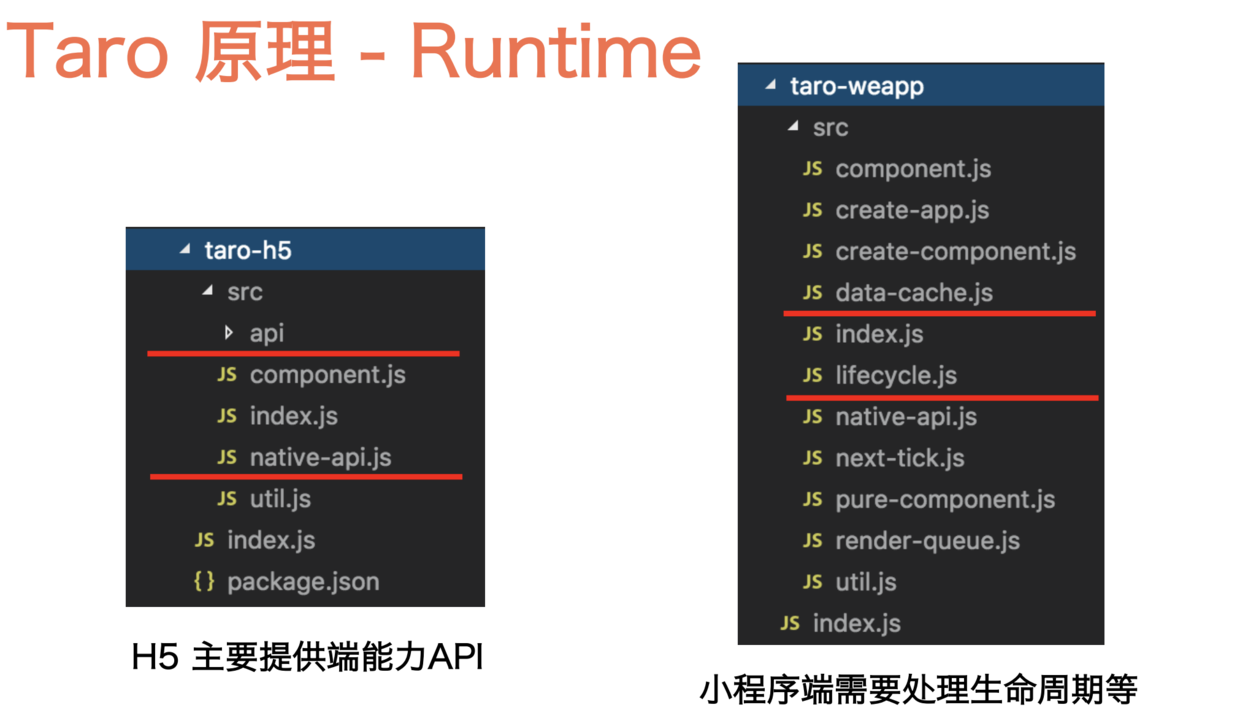 Taro 原理 - Runtime
taro-h5
src
api
JS component.js
JS index.js
JS native-api.js
JS util.js
JS index.js
{ } package.json
H5 主要提供端能力API
taro-weapp
src
JS component.js
JS create-app.js
JS create-component.js
JS data-cache.js
JS index.js
JS lifecycle.js
JS native-api.js
JS next-tick.js
JS pure-component.js
JS render-queue.js
JS util.js
JS index.js
小程序端需要处理生命周期等